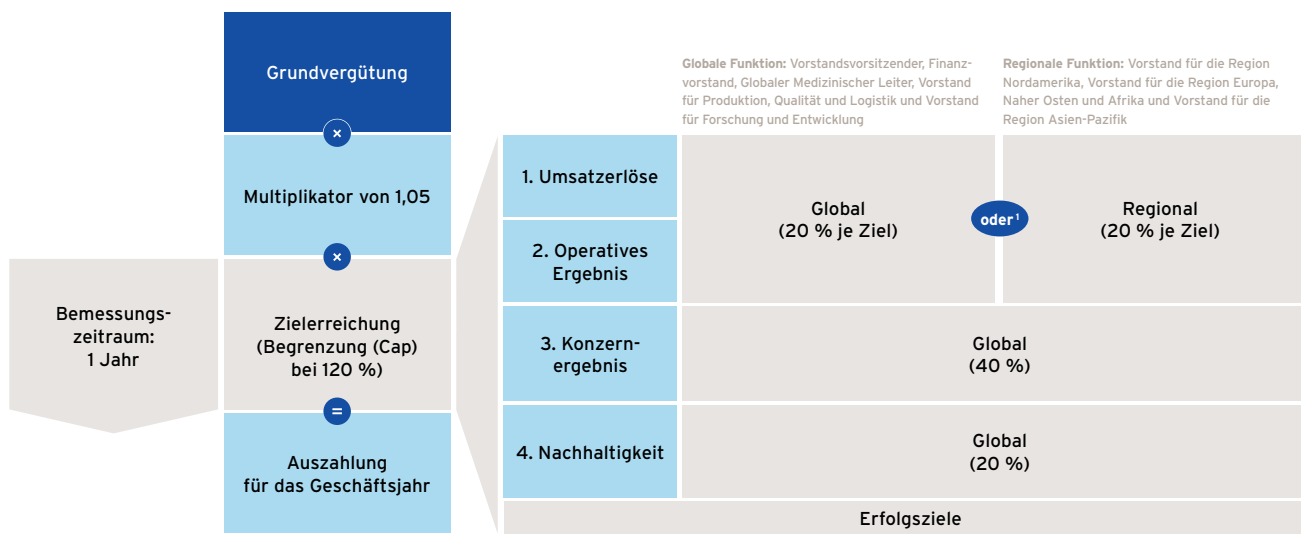 Grundvergütung
×
Multiplikator von 1,05
×
Bemessungs-
zeitraum:
1 Jahr
Zielerreichung
(Begrenzung (Cap)
bei 120 %)
=
Auszahlung
für das Geschäftsjahr
Globale Funktion: Vorstandsvorsitzender, Finanz-
vorstand, Globaler Medizinischer Leiter, Vorstand
für Produktion, Qualität und Logistik und Vorstand
für Forschung und Entwicklung
Regionale Funktion: Vorstand für die Region
Nordamerika, Vorstand für die Region Europa,
Naher Osten und Afrika und Vorstand für die
Region Asien-Pazifik
1. Umsatzerlöse
2. Operatives
Ergebnis
Global
(20 % je Ziel)
oder¹
Regional
(20 % je Ziel)
3. Konzern-
ergebnis
Global
(40 %)
4. Nachhaltigkeit
Global
(20 %)
Erfolgsziele